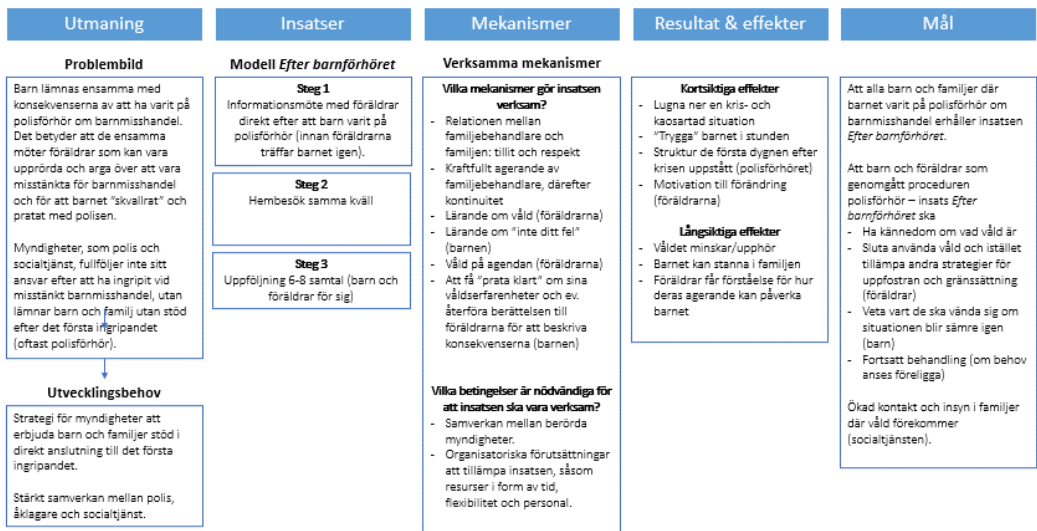 Utmaning
Problembild
Barn lämnas ensamma med
konsekvenserna av att ha varit på
polisförhör om barnmisshandel.
Det betyder att de ensamma
möter föräldrar som kan vara
upprörda och arga över att vara
misstänkta för barnmisshandel
och för att barnet "skvallrat" och
pratat med polisen.
Myndigheter, som polis och
socialtjänst, fullföljer inte sitt
ansvar efter att ha ingripit vid
misstänkt barnmisshandel, utan
lämnar barn och familj utan stöd
efter det första ingripandet
(oftast polisförhör).
Utvecklingsbehov
Strategi för myndigheter att
erbjuda barn och familjer stöd i
direkt anslutning till det första
ingripandet.
Stärkt samverkan mellan polis,
åklagare och socialtjänst.
Insatser
Modell Efter barnförhöret
Steg 1
Informationsmöte med föräldrar
direkt efter att barn varit på
polisförhör (innan föräldrarna
träffar barnet igen).
Steg 2
Hembesök samma kväll
Steg 3
Uppföljning 6-8 samtal (barn och
föräldrar för sig)
Mekanismer
Verksamma mekanismer
Vilka mekanismer gör insatsen
verksam?
- Relationen mellan
familjebehandlare och
familjen: tillit och respekt
- Kraftfullt agerande av
familjebehandlare, därefter
kontinuitet
- Lärande om våld (föräldrarna)
- Lärande om "inte ditt fel"
(barnen)
- Våld på agendan (föräldrarna)
- Att få "prata klart" om sina
våldserfarenheter och ev.
återföra berättelsen till
föräldrarna för att beskriva
konsekvenserna (barnen)
Vilka betingelser är nödvändiga för
att insatsen ska vara verksam?
- Samverkan mellan berörda
myndigheter.
- Organisatoriska förutsättningar
att tillämpa insatsen, såsom
resurser i form av tid,
flexibilitet och personal.
Resultat & effekter
Kortsiktiga effekter
- Lugna ner en kris- och
kaosartad situation
- "Trygga" barnet i stunden
- Struktur de första dygnen efter
krisen uppstått (polisförhöret)
- Motivation till förändring
(föräldrarna)
Långsiktiga effekter
- Våldet minskar/upphör
- Barnet kan stanna i familjen
- Föräldrar får förståelse för hur
deras agerande kan påverka
barnet
Mål
Att alla barn och familjer där
barnet varit på polisförhör om
barnmisshandel erhåller insatsen
Efter barnförhöret.
Att barn och föräldrar som
genomgått proceduren
polisförhör – insats Efter
barnförhöret ska
- Ha kännedom om vad våld är
- Sluta använda våld och istället
tillämpa andra strategier för
uppfostran och gränssättning
(föräldrar)
- Veta vart de ska vända sig om
situationen blir sämre igen
(barn)
- Fortsatt behandling (om behov
anses föreligga)
Ökad kontakt och insyn i familjer
där våld förekommer
(socialtjänsten).